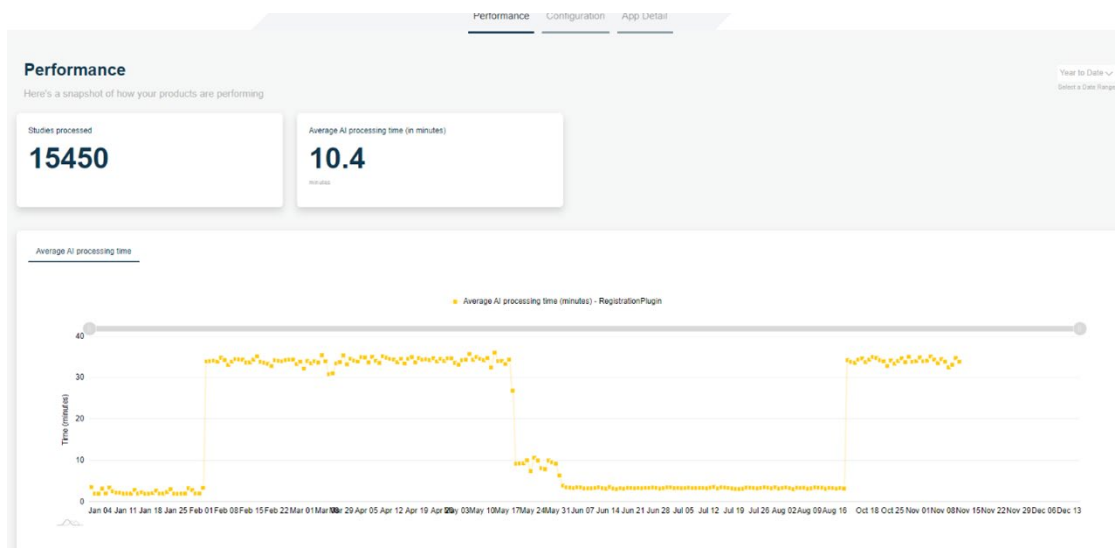 Performance Configuration App Detail
Performance
Year to Date
Here's a snapshot of how your products are performing
Select a Date Range
Studies processed
Average AI processing time (in minutes)
15450
10.4
minutes
Average AI processing time
Average AI processing time (minutes) - RegistrationPlugin
40
30
20
10
0
Time (minutes)
Jan 04 Jan 11 Jan 18 Jan 25 Feb 01 Feb 08 Feb 15 Feb 22 Mar 01 Mar 29 Apr 05 Apr 12 Apr 19 May 03 May 10 May 17 May 24 May 31 Jun 07 Jun 14 Jun 21 Jun 28 Jul 05 Jul 12 Jul 19 Jul 26 Aug 02 Aug 09 Aug 16 Oct 18 Oct 25 Nov 01 Nov 08 Nov 15 Nov 22 Nov 29 Dec 06 Dec 13